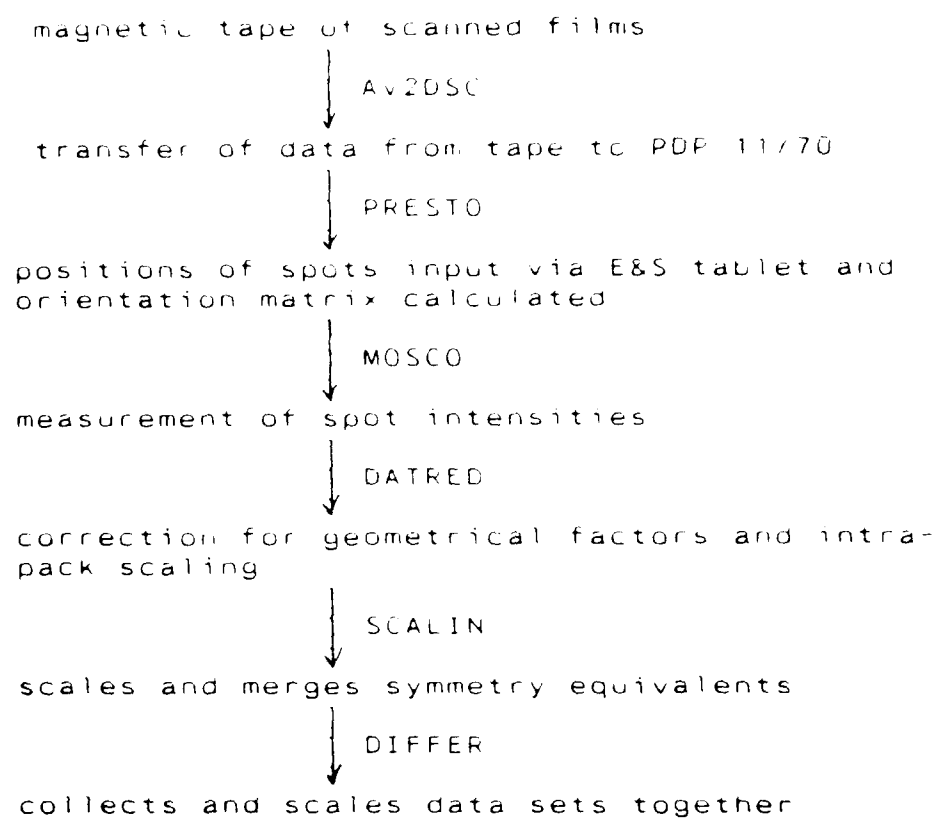 magnetic tape of scanned films
Av2DSC
transfer of data from tape to PDP 11/70
PRESTO
positions of spots input via E&S tablet and
orientation matrix calculated
MOSCO
measurement of spot intensities
DATRED
correction for geometrical factors and intra-
pack scaling
SCALIN
scales and merges symmetry equivalents
DIFFER
collects and scales data sets together